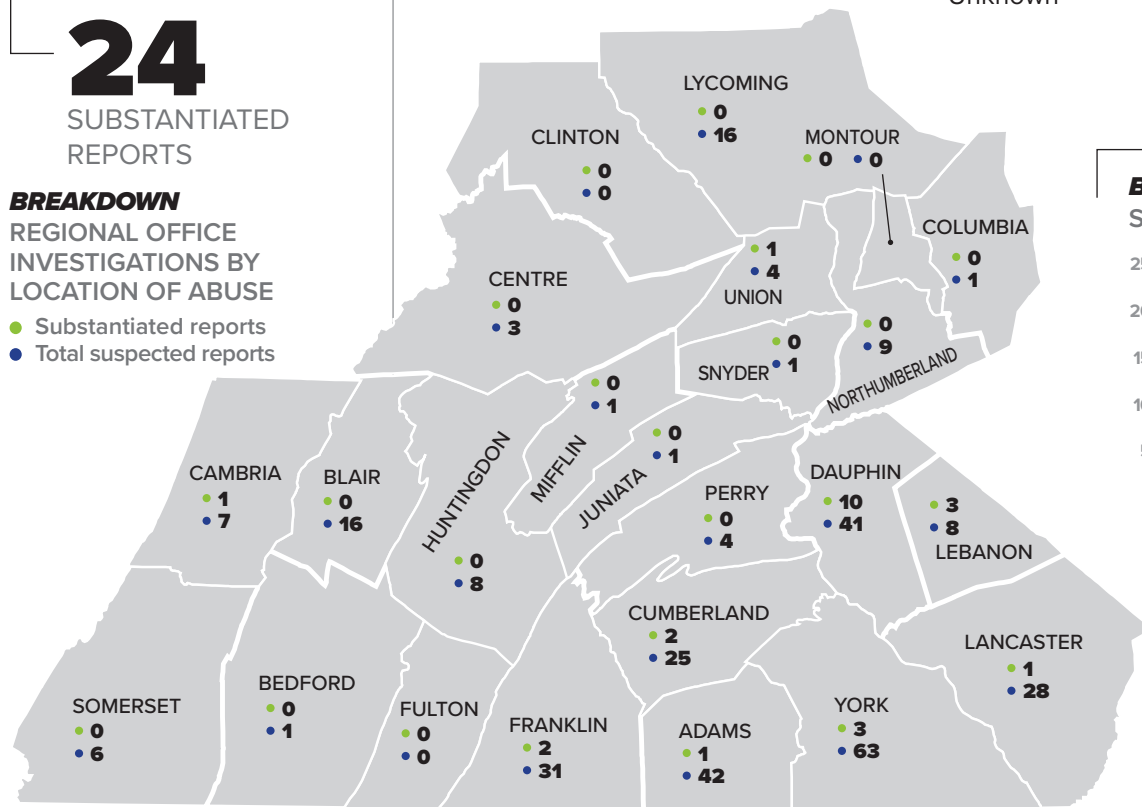 Unknown
24
SUBSTANTIATED
REPORTS
BREAKDOWN
REGIONAL OFFICE
INVESTIGATIONS BY
LOCATION OF ABUSE
Substantiated reports
Total suspected reports
LYCOMING
0
16
CLINTON
0
0
MONTOUR
0 0
COLUMBIA
0
1
CENTRE
0
3
1
4
UNION
0
1
SNYDER
0
9
NORTHUMBERLAND
0
1
MIFFLIN
0
1
JUNIATA
CAMBRIA
1
7
BLAIR
0
16
HUNTINGDON
0
8
PERRY
0
4
DAUPHIN
10
41
3
8
LEBANON
CUMBERLAND
2
25
LANCASTER
1
28
SOMERSET
0
6
BEDFORD
0
1
FULTON
0
0
FRANKLIN
2
31
ADAMS
1
42
YORK
3
63